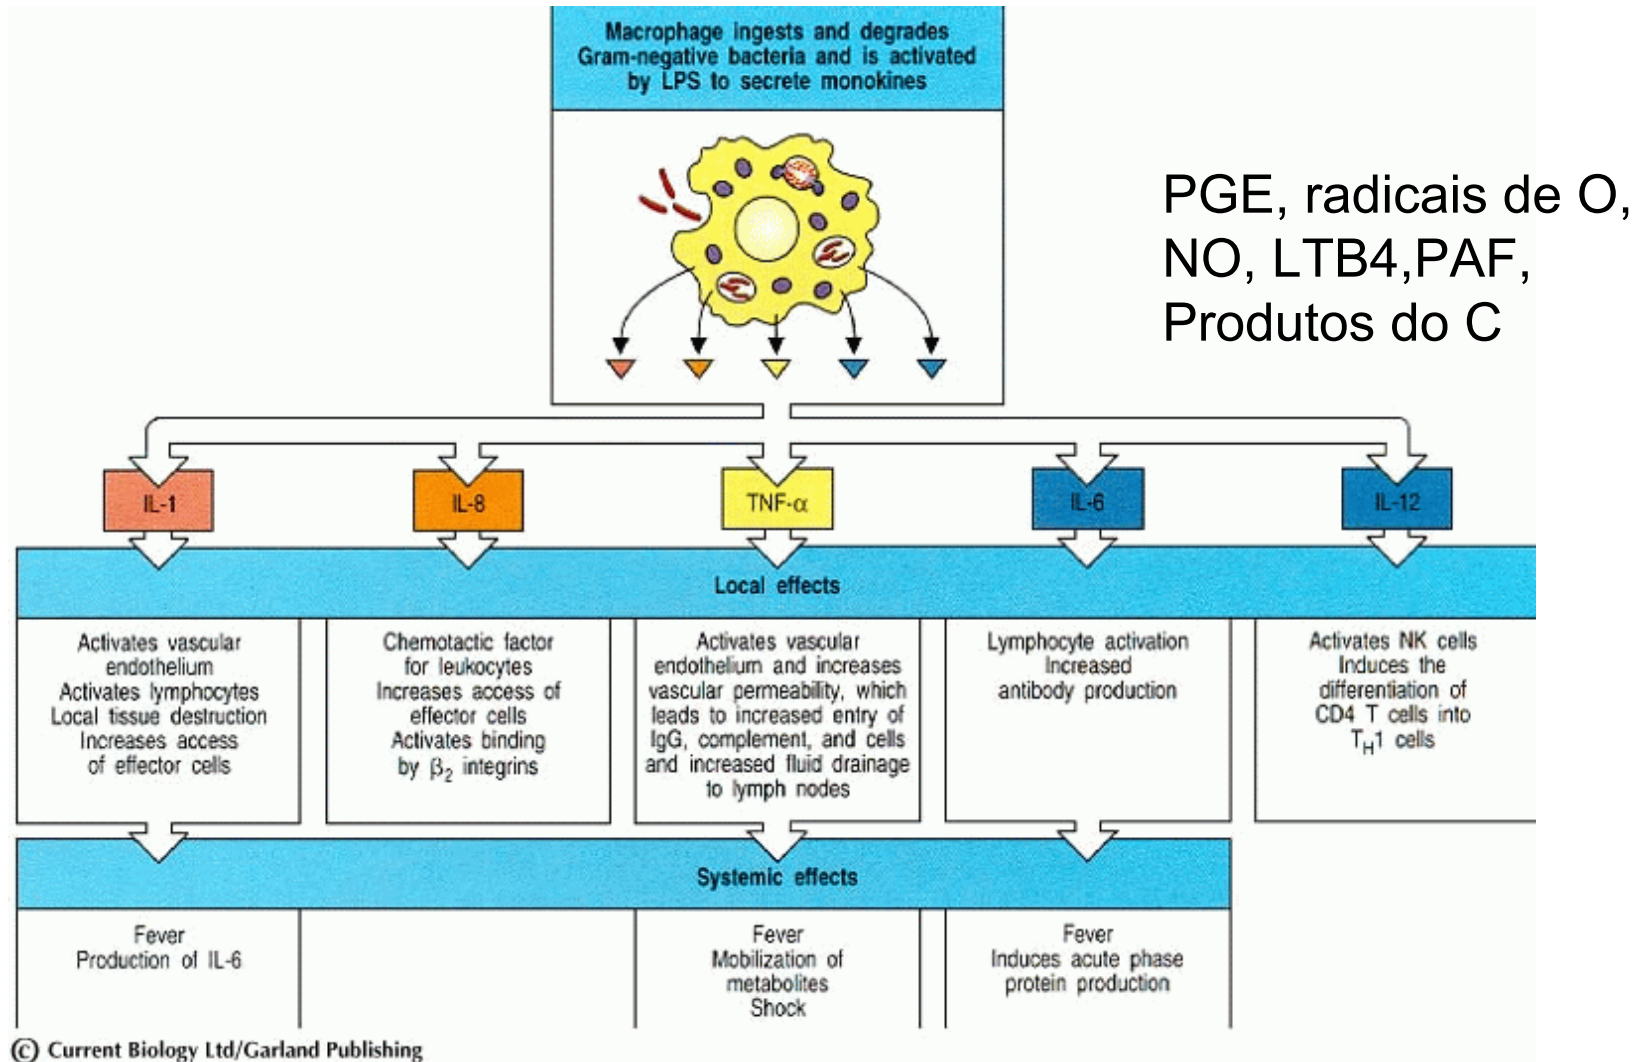 Macrophage ingests and degrades
Gram-negative bacteria and is activated
by LPS to secrete monokines
PGE, radicais de O,
NO, LTB4,PAF,
Produtos do C
IL-1
IL-8
TNF-α
IL-6
IL-12
Local effects
Activates vascular
endothelium
Activates lymphocytes
Local tissue destruction
Increases access
of effector cells
Chemotactic factor
for leukocytes
Increases access of
effector cells
Activates binding
by β2 integrins
Activates vascular
endothelium and increases
vascular permeability, which
leads to increased entry of
IgG, complement, and cells
and increased fluid drainage
to lymph nodes
Lymphocyte activation
Increased
antibody production
Activates NK cells
Induces the
differentiation of
CD4 T cells into
TH1 cells
Systemic effects
Fever
Production of IL-6
Fever
Mobilization of
metabolites
Shock
Fever
Induces acute phase
protein production
© Current Biology Ltd/Garland Publishing